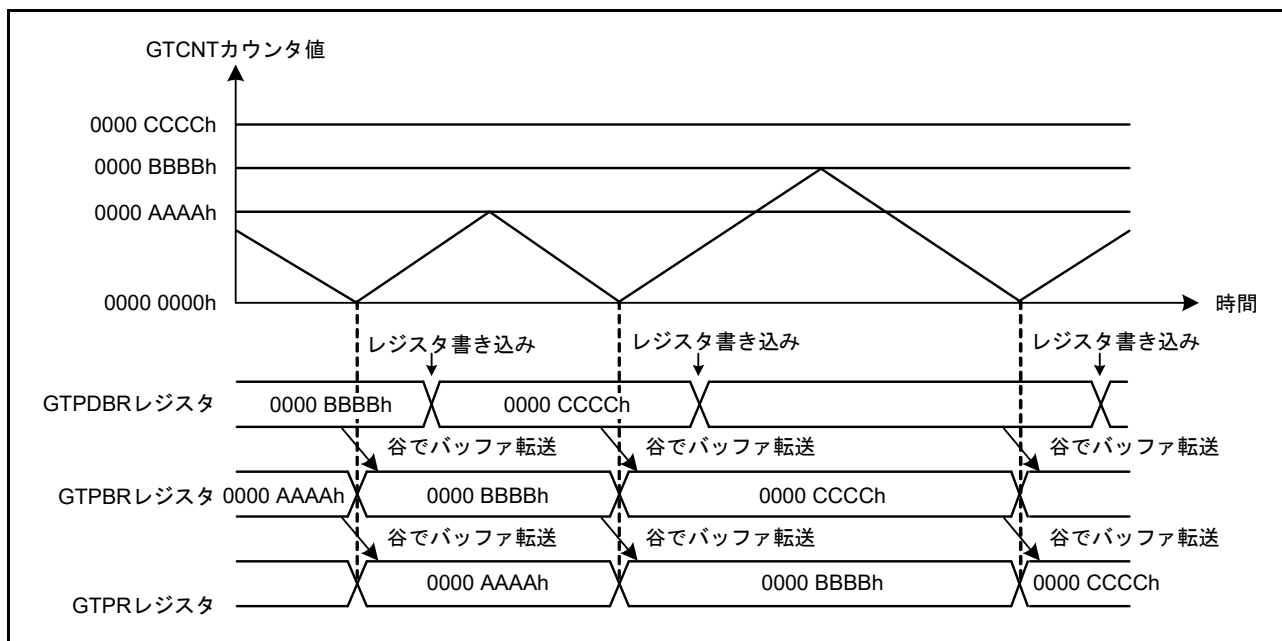 GTCNTカウンタ値
0000 CCCCh
0000 BBBBh
0000 AAAAh
0000 0000h
時間
レジスタ書き込み レジスタ書き込み レジスタ書き込み
GTPDBRレジスタ 0000 BBBBh 0000 CCCCh
谷でバッファ転送 谷でバッファ転送 谷でバッファ転送
GTPBRレジスタ 0000 AAAAh 0000 BBBBh 0000 CCCCh
谷でバッファ転送 谷でバッファ転送 谷でバッファ転送
GTPRレジスタ 0000 AAAAh 0000 BBBBh 0000 CCCCh